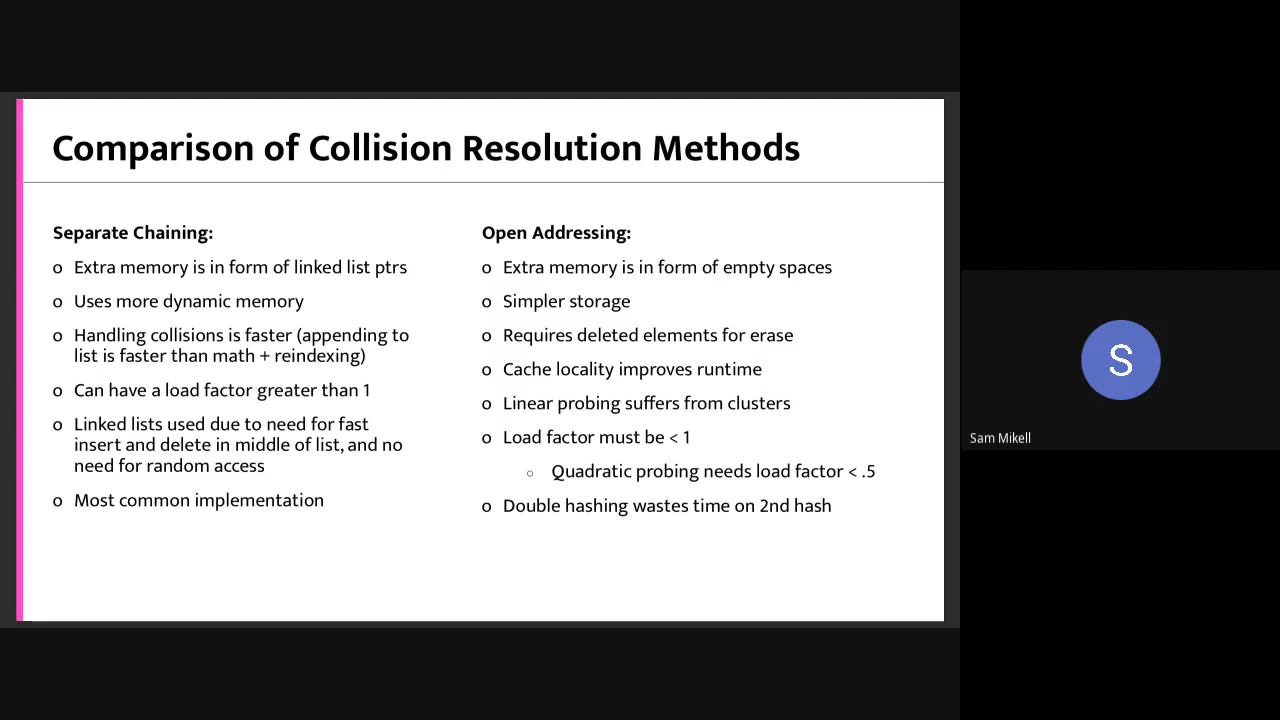 Comparison of Collision Resolution Methods
Separate Chaining:
o Extra memory is in form of linked list ptrs
o Uses more dynamic memory
o Handling collisions is faster (appending to
list is faster than math + reindexing)
o Can have a load factor greater than 1
o Linked lists used due to need for fast
insert and delete in middle of list, and no
need for random access
o Most common implementation
Open Addressing:
o Extra memory is in form of empty spaces
o Simpler storage
o Requires deleted elements for erase
o Cache locality improves runtime
o Linear probing suffers from clusters
o Load factor must be < 1
○ Quadratic probing needs load factor < .5
o Double hashing wastes time on 2nd hash
S
Sam Mikell